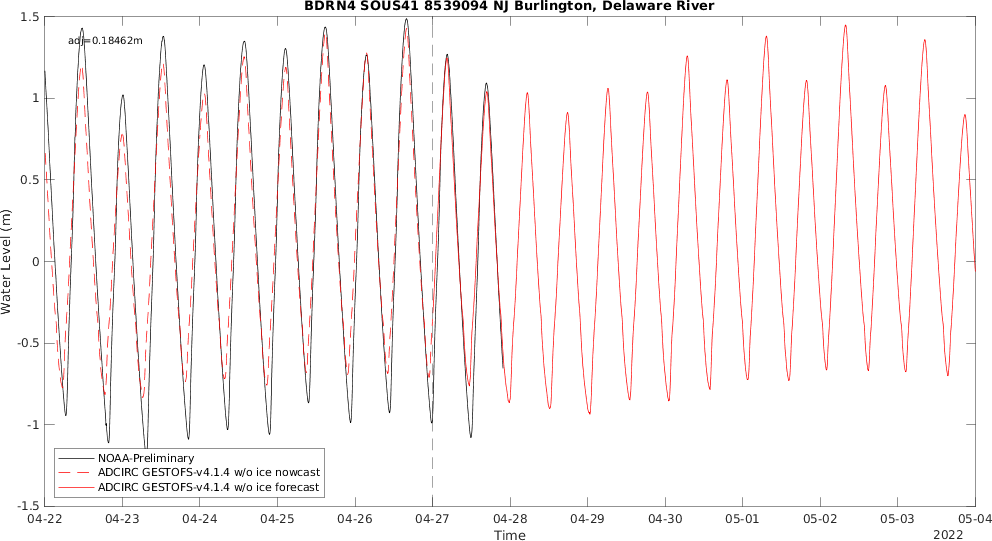 BDRN4 SOUS41 8539094 NJ Burlington, Delaware River
adj=0.18462m
1.5
1
0.5
0
-0.5
-1
-1.5
Water Level (m)
NOAA-Preliminary
ADCIRC GESTOFS-v4.1.4 w/o ice nowcast
ADCIRC GESTOFS-v4.1.4 w/o ice forecast
04-22 04-23 04-24 04-25 04-26 04-27 04-28 04-29 04-30 05-01 05-02 05-03 05-04
Time
2022